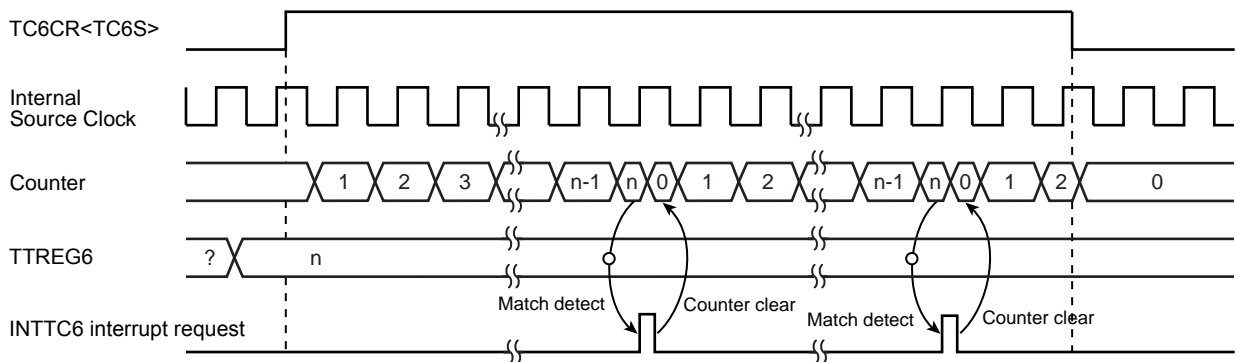 TC6CR<TC6S>
Internal
Source Clock
Counter 1 2 3 n-1 n 0 1 2 n-1 n 0 1 2 0
TTREG6 ? n
Match detect Counter clear Match detect Counter clear
INTTC6 interrupt request